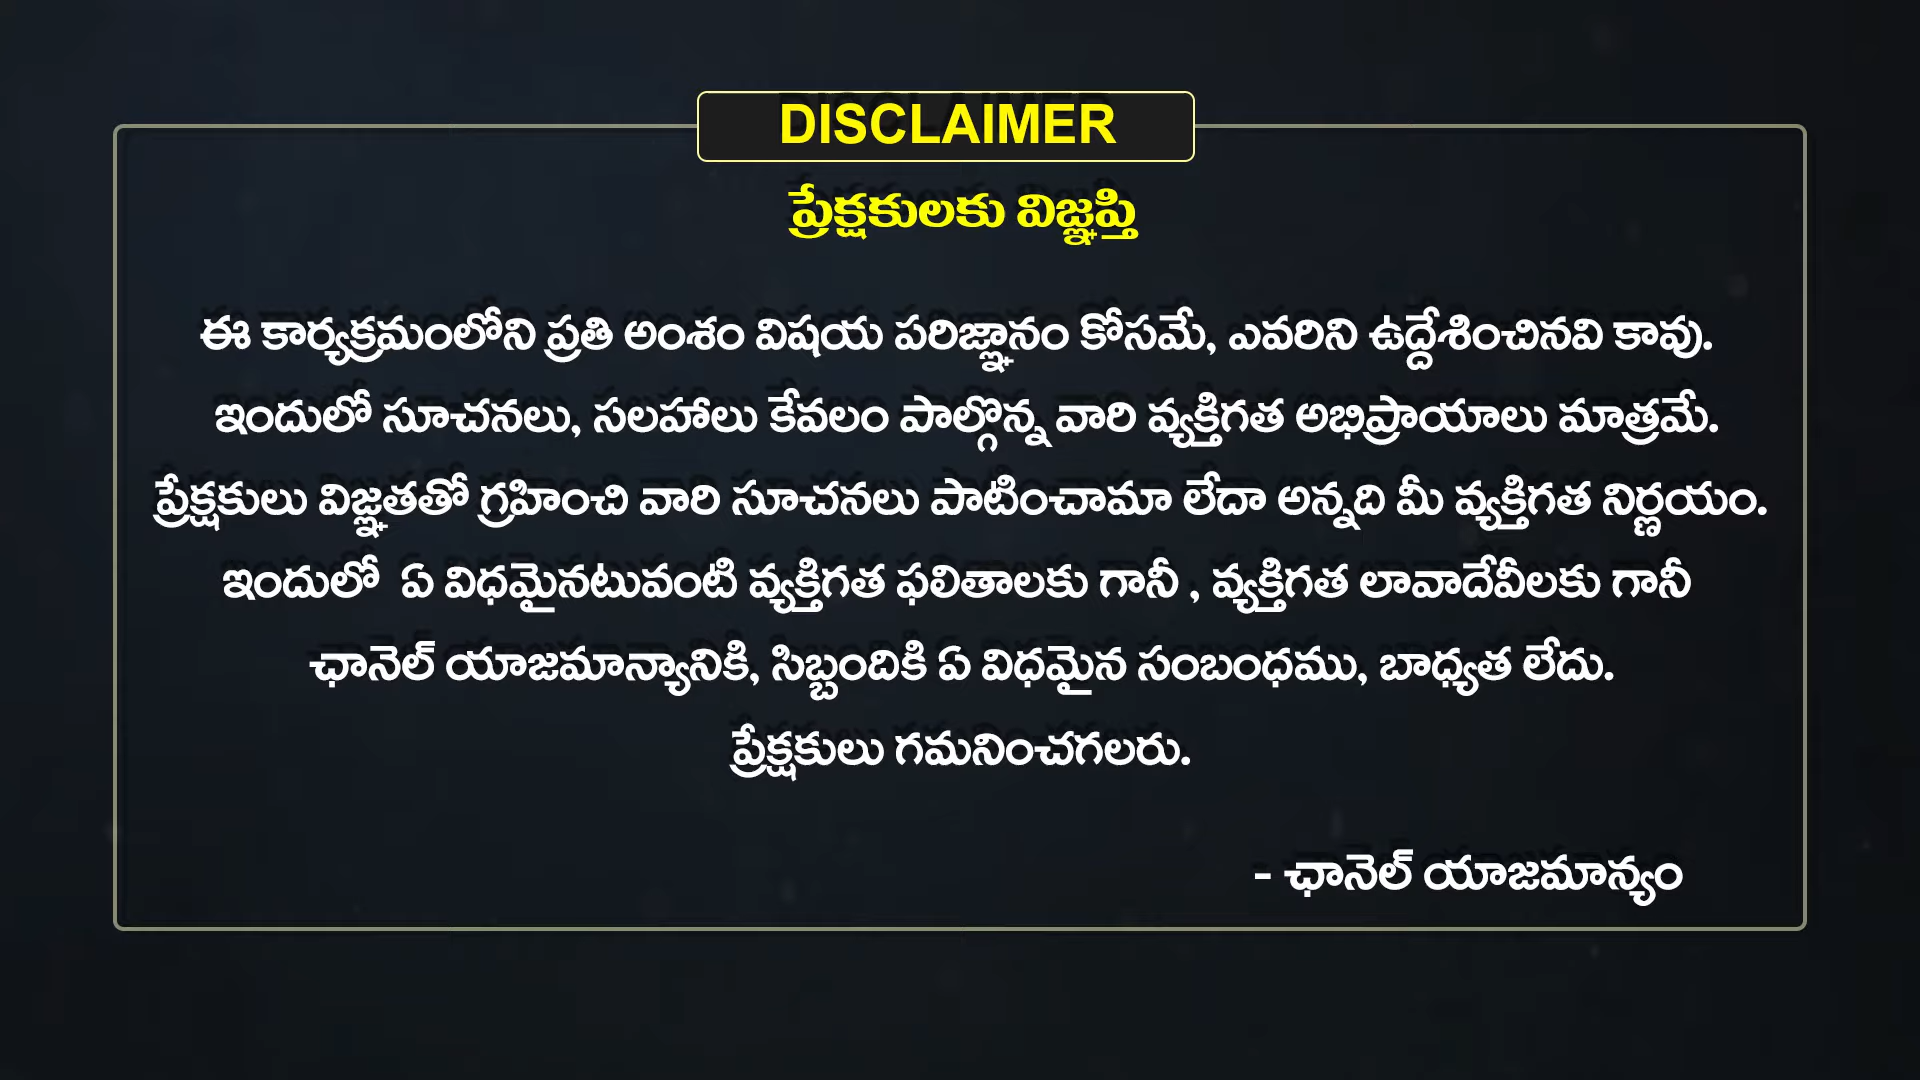 DISCLAIMER
ప్రేక్షకులకు విజ్ఞప్తి
ఈ కార్యక్రమంలోని ప్రతి అంశం విషయ పరిజ్ఞానం కోసమే, ఎవరిని ఉద్దేశించినవి కావు.
ఇందులో సూచనలు, సలహాలు కేవలం పాల్గొన్న వారి వ్యక్తిగత అభిప్రాయాలు మాత్రమే.
ప్రేక్షకులు విజ్ఞతతో గ్రహించి వారి సూచనలు పాటించామా లేదా అన్నది మీ వ్యక్తిగత నిర్ణయం.
ఇందులో ఏ విధమైనటువంటి వ్యక్తిగత ఫలితాలకు గానీ , వ్యక్తిగత లావాదేవీలకు గానీ
ఛానెల్ యాజమాన్యానికి, సిబ్బందికి ఏ విధమైన సంబంధము, బాధ్యత లేదు.
ప్రేక్షకులు గమనించగలరు.
- ఛానెల్ యాజమాన్యం